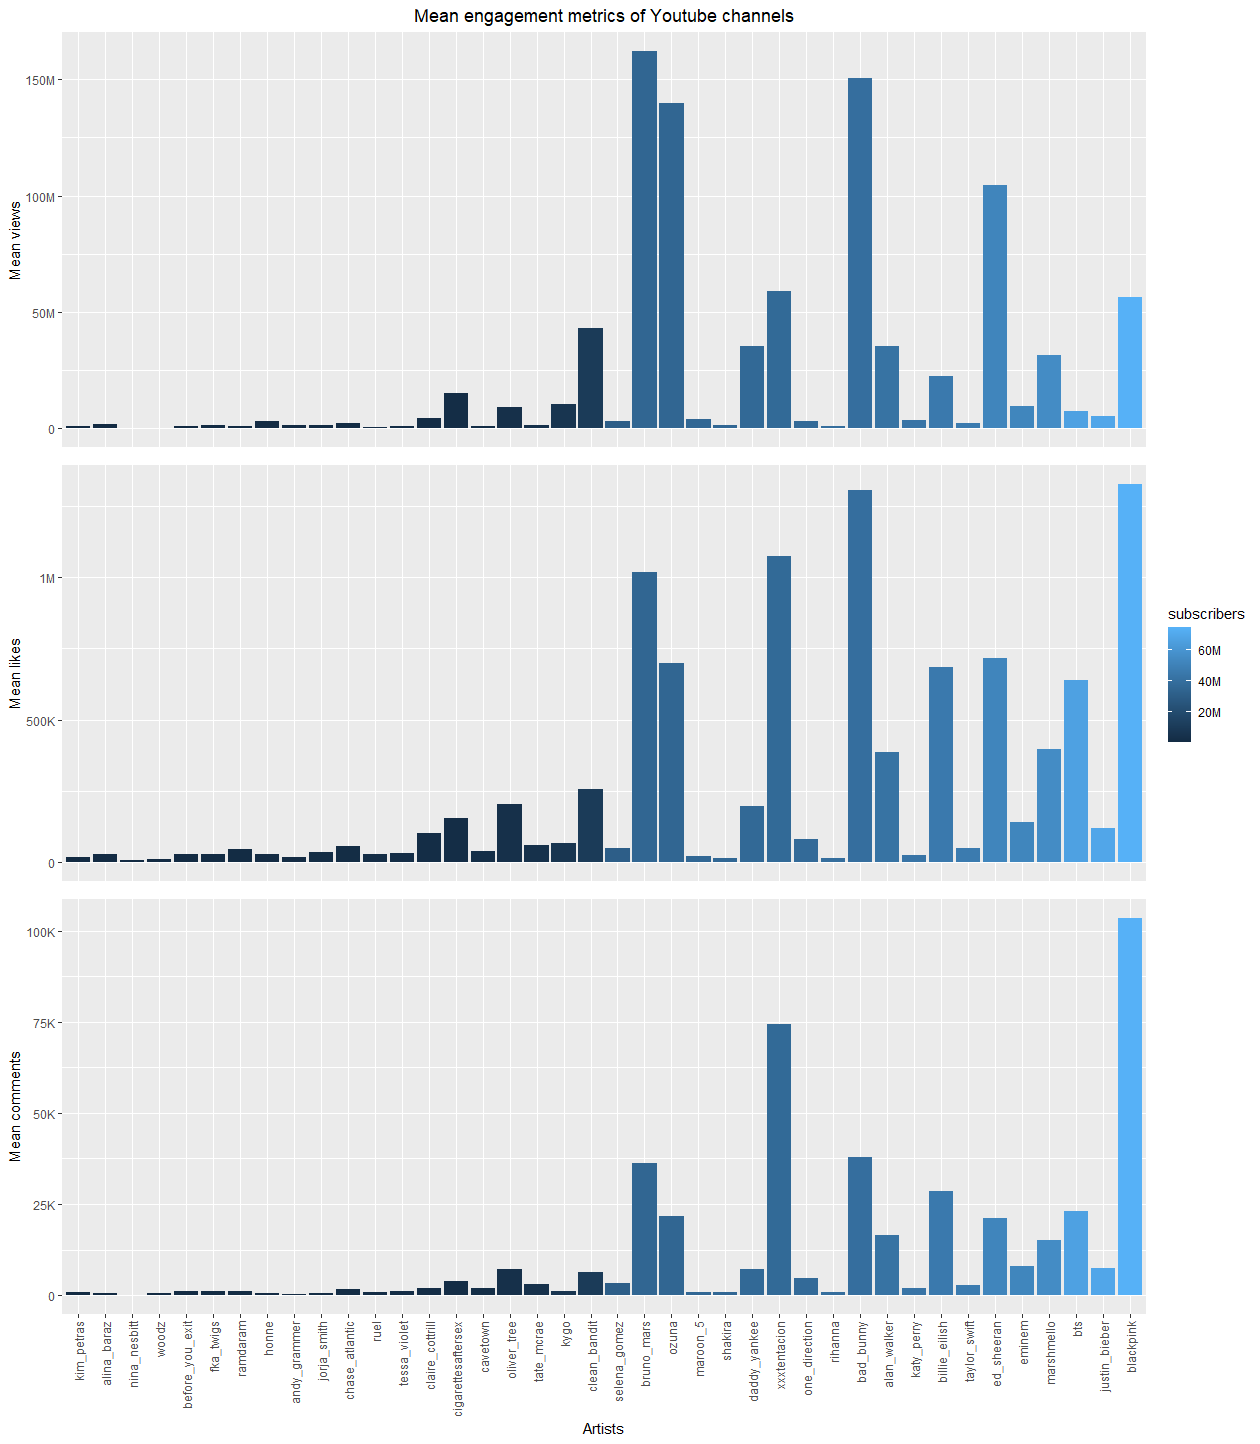 Mean engagement metrics of Youtube channels
Mean views
150M
100M
50M
0
Mean likes
1M
500K
0
Mean comments
100K
75K
50K
25K
0
kim_petras
alina_baraz
nina_nesbitt
woodz
before_you_exit
fka_twigs
ramdaram
honne
andy_grammer
jorja_smith
chase_atlantic
ruel
tessa_violet
claire_cottrill
cigarettesaftersex
cavetown
oliver_tree
tate_mcrae
kygo
clean_bandit
selena_gomez
bruno_mars
ozuna
maroon_5
shakira
daddy_yankee
xxxtentacion
one_direction
rihanna
bad_bunny
alan_walker
katy_perry
billie_eilish
taylor_swift
ed_sheeran
eminem
marshmello
bts
justin_bieber
blackpink
Artists
subscribers
60M
40M
20M